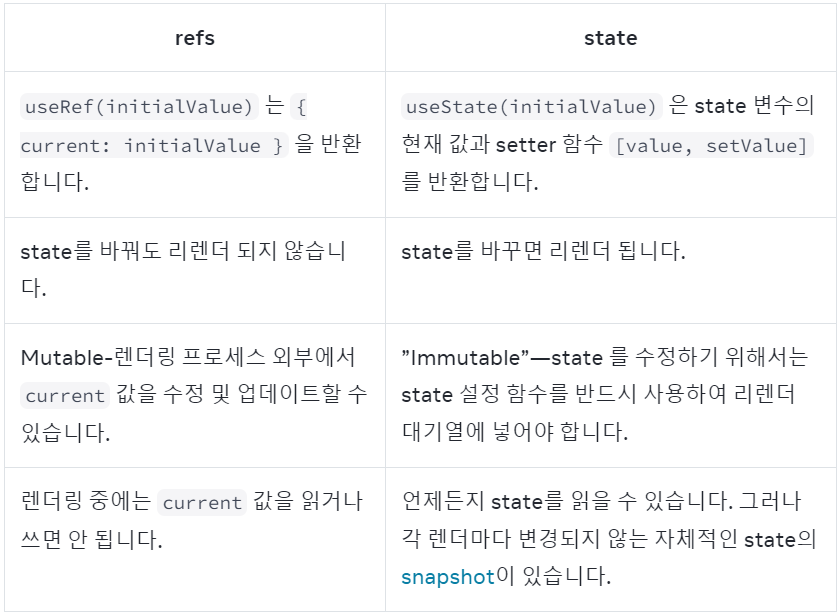 refs
state
useRef(initialValue) 는 {
current: initialValue } 을 반환
합니다.
useState(initialValue) 은 state 변수의
현재 값과 setter 함수 [value, setValue]
를 반환합니다.
state를 바꿔도 리렌더 되지 않습니
다.
state를 바꾸면 리렌더 됩니다.
Mutable-렌더링 프로세스 외부에서
current 값을 수정 및 업데이트할 수
있습니다.
”Immutable”—state 를 수정하기 위해서는
state 설정 함수를 반드시 사용하여 리렌더
대기열에 넣어야 합니다.
렌더링 중에는 current 값을 읽거나
쓰면 안 됩니다.
언제든지 state를 읽을 수 있습니다. 그러나
각 렌더마다 변경되지 않는 자체적인 state의
snapshot이 있습니다.